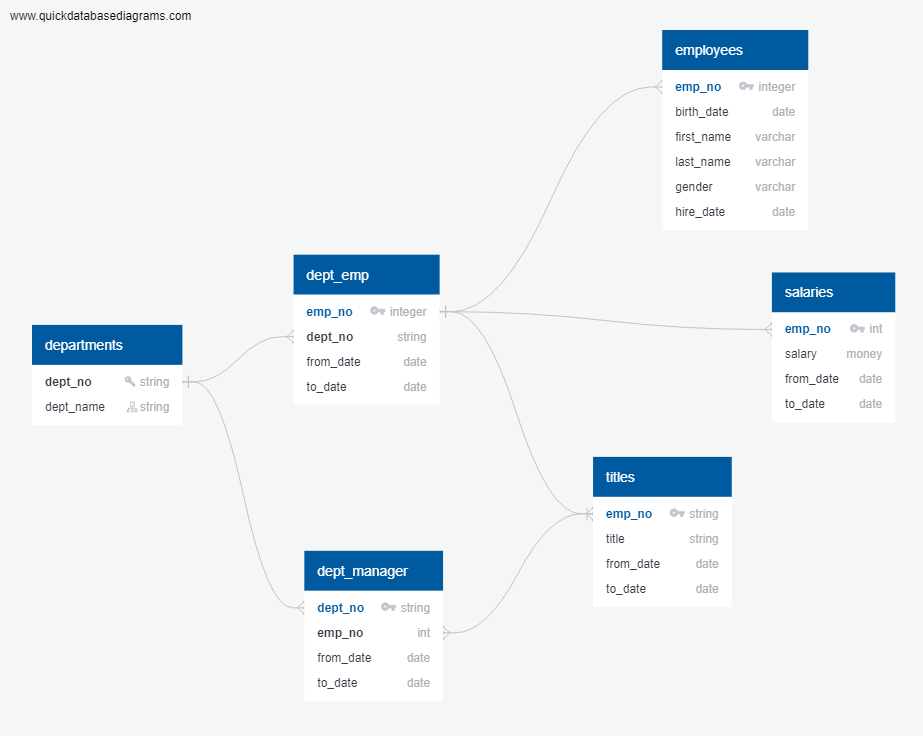 www.quickdatabasediagrams.com
employees
emp_no integer
birth_date date
first_name varchar
last_name varchar
gender varchar
hire_date date
dept_emp
emp_no integer
dept_no string
from_date date
to_date date
salaries
emp_no int
salary money
from_date date
to_date date
departments
dept_no string
dept_name string
titles
emp_no string
title string
from_date date
to_date date
dept_manager
dept_no string
emp_no int
from_date date
to_date date